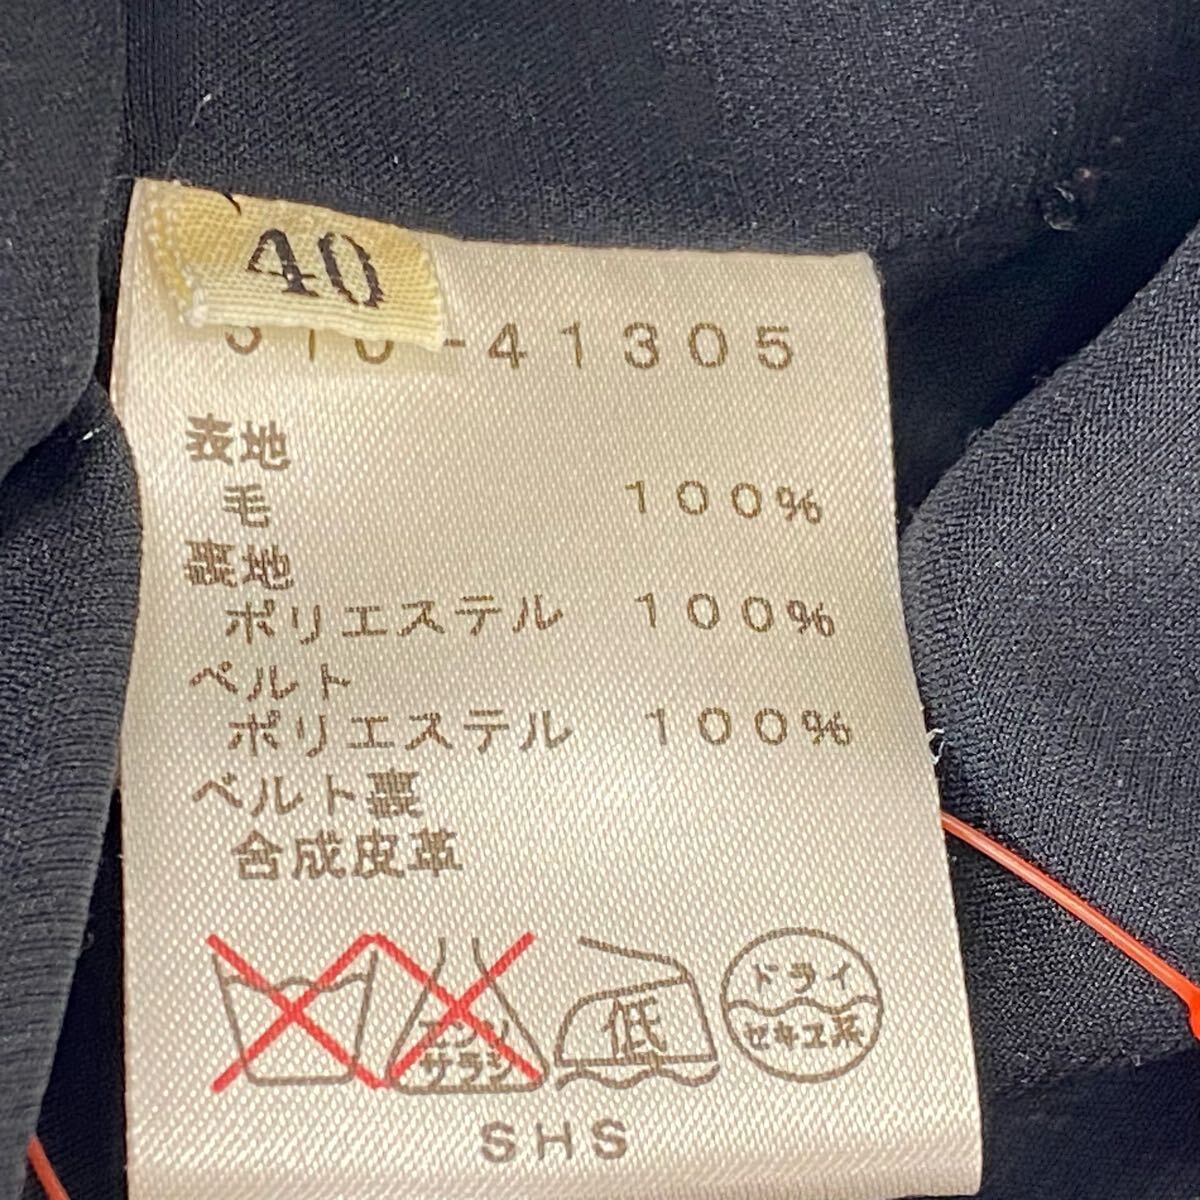 40
-41305
表地
毛 100%
裏地
ポリエステル 100%
ベルト
ポリエステル 100%
ベルト裏
合成皮革
エンソ
サラシ
低
ドライ
セキユ系
SHS